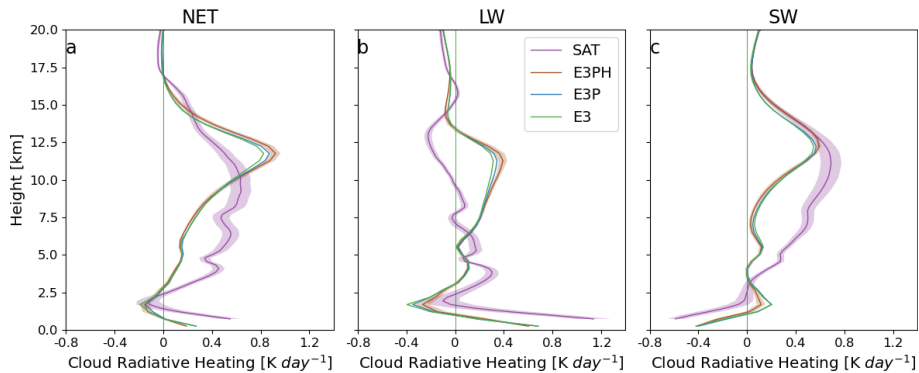 NET LW SW
a b c
SAT
E3PH
E3P
E3
Height [km]
20.0
17.5
15.0
12.5
10.0
7.5
5.0
2.5
0.0
-0.8 -0.4 0 0.4 0.8 1.2 -0.8 -0.4 0 0.4 0.8 1.2 -0.8 -0.4 0 0.4 0.8 1.2
Cloud Radiative Heating [K day⁻¹] Cloud Radiative Heating [K day⁻¹] Cloud Radiative Heating [K day⁻¹]